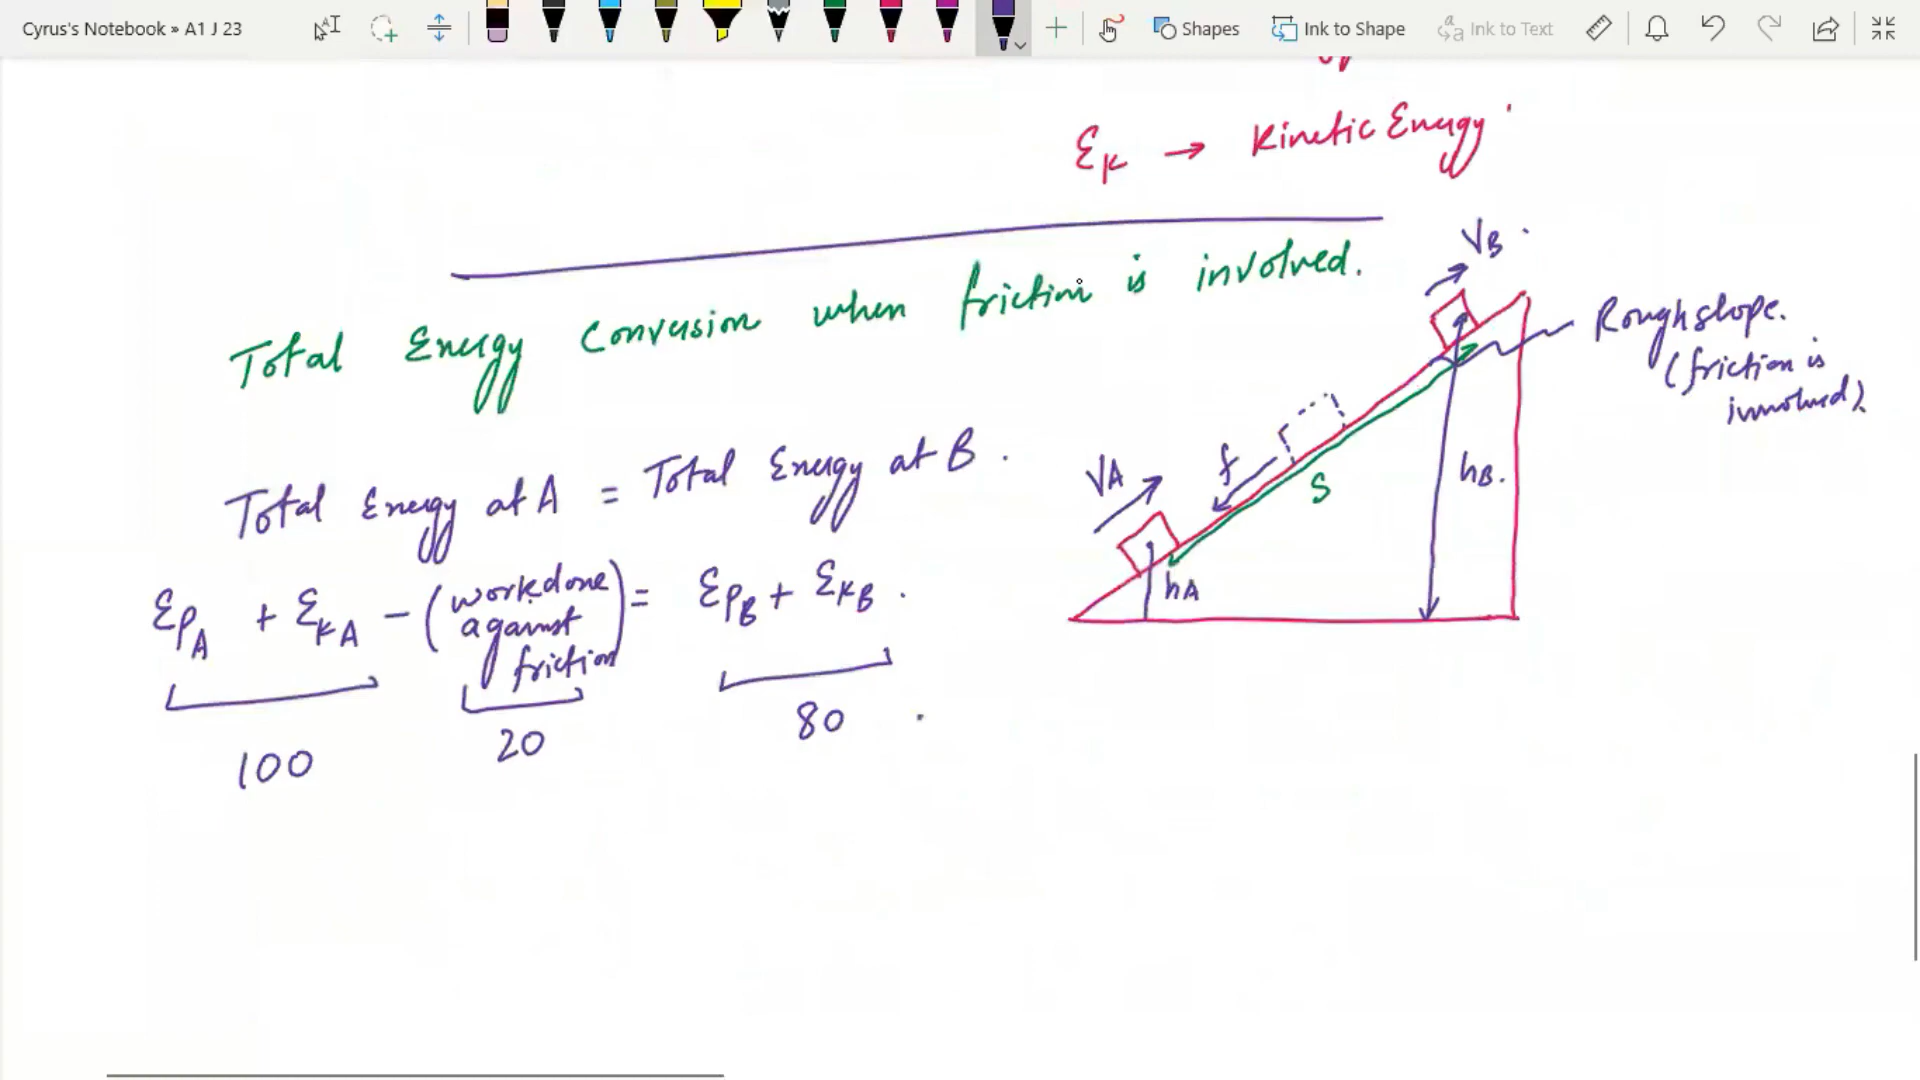 Cyrus's Notebook » A1 J 23
Shapes
Ink to Shape
Ink to Text
EK → Kinetic Energy
Total Energy Conversion when friction is involved.
VB
Rough slope.
(friction is
involved).
Total Energy at A = Total Energy at B.
VA
f
S
hB.
hA
EPA + EKA - (workdone against friction) = EPB + EKB.
100
20
80